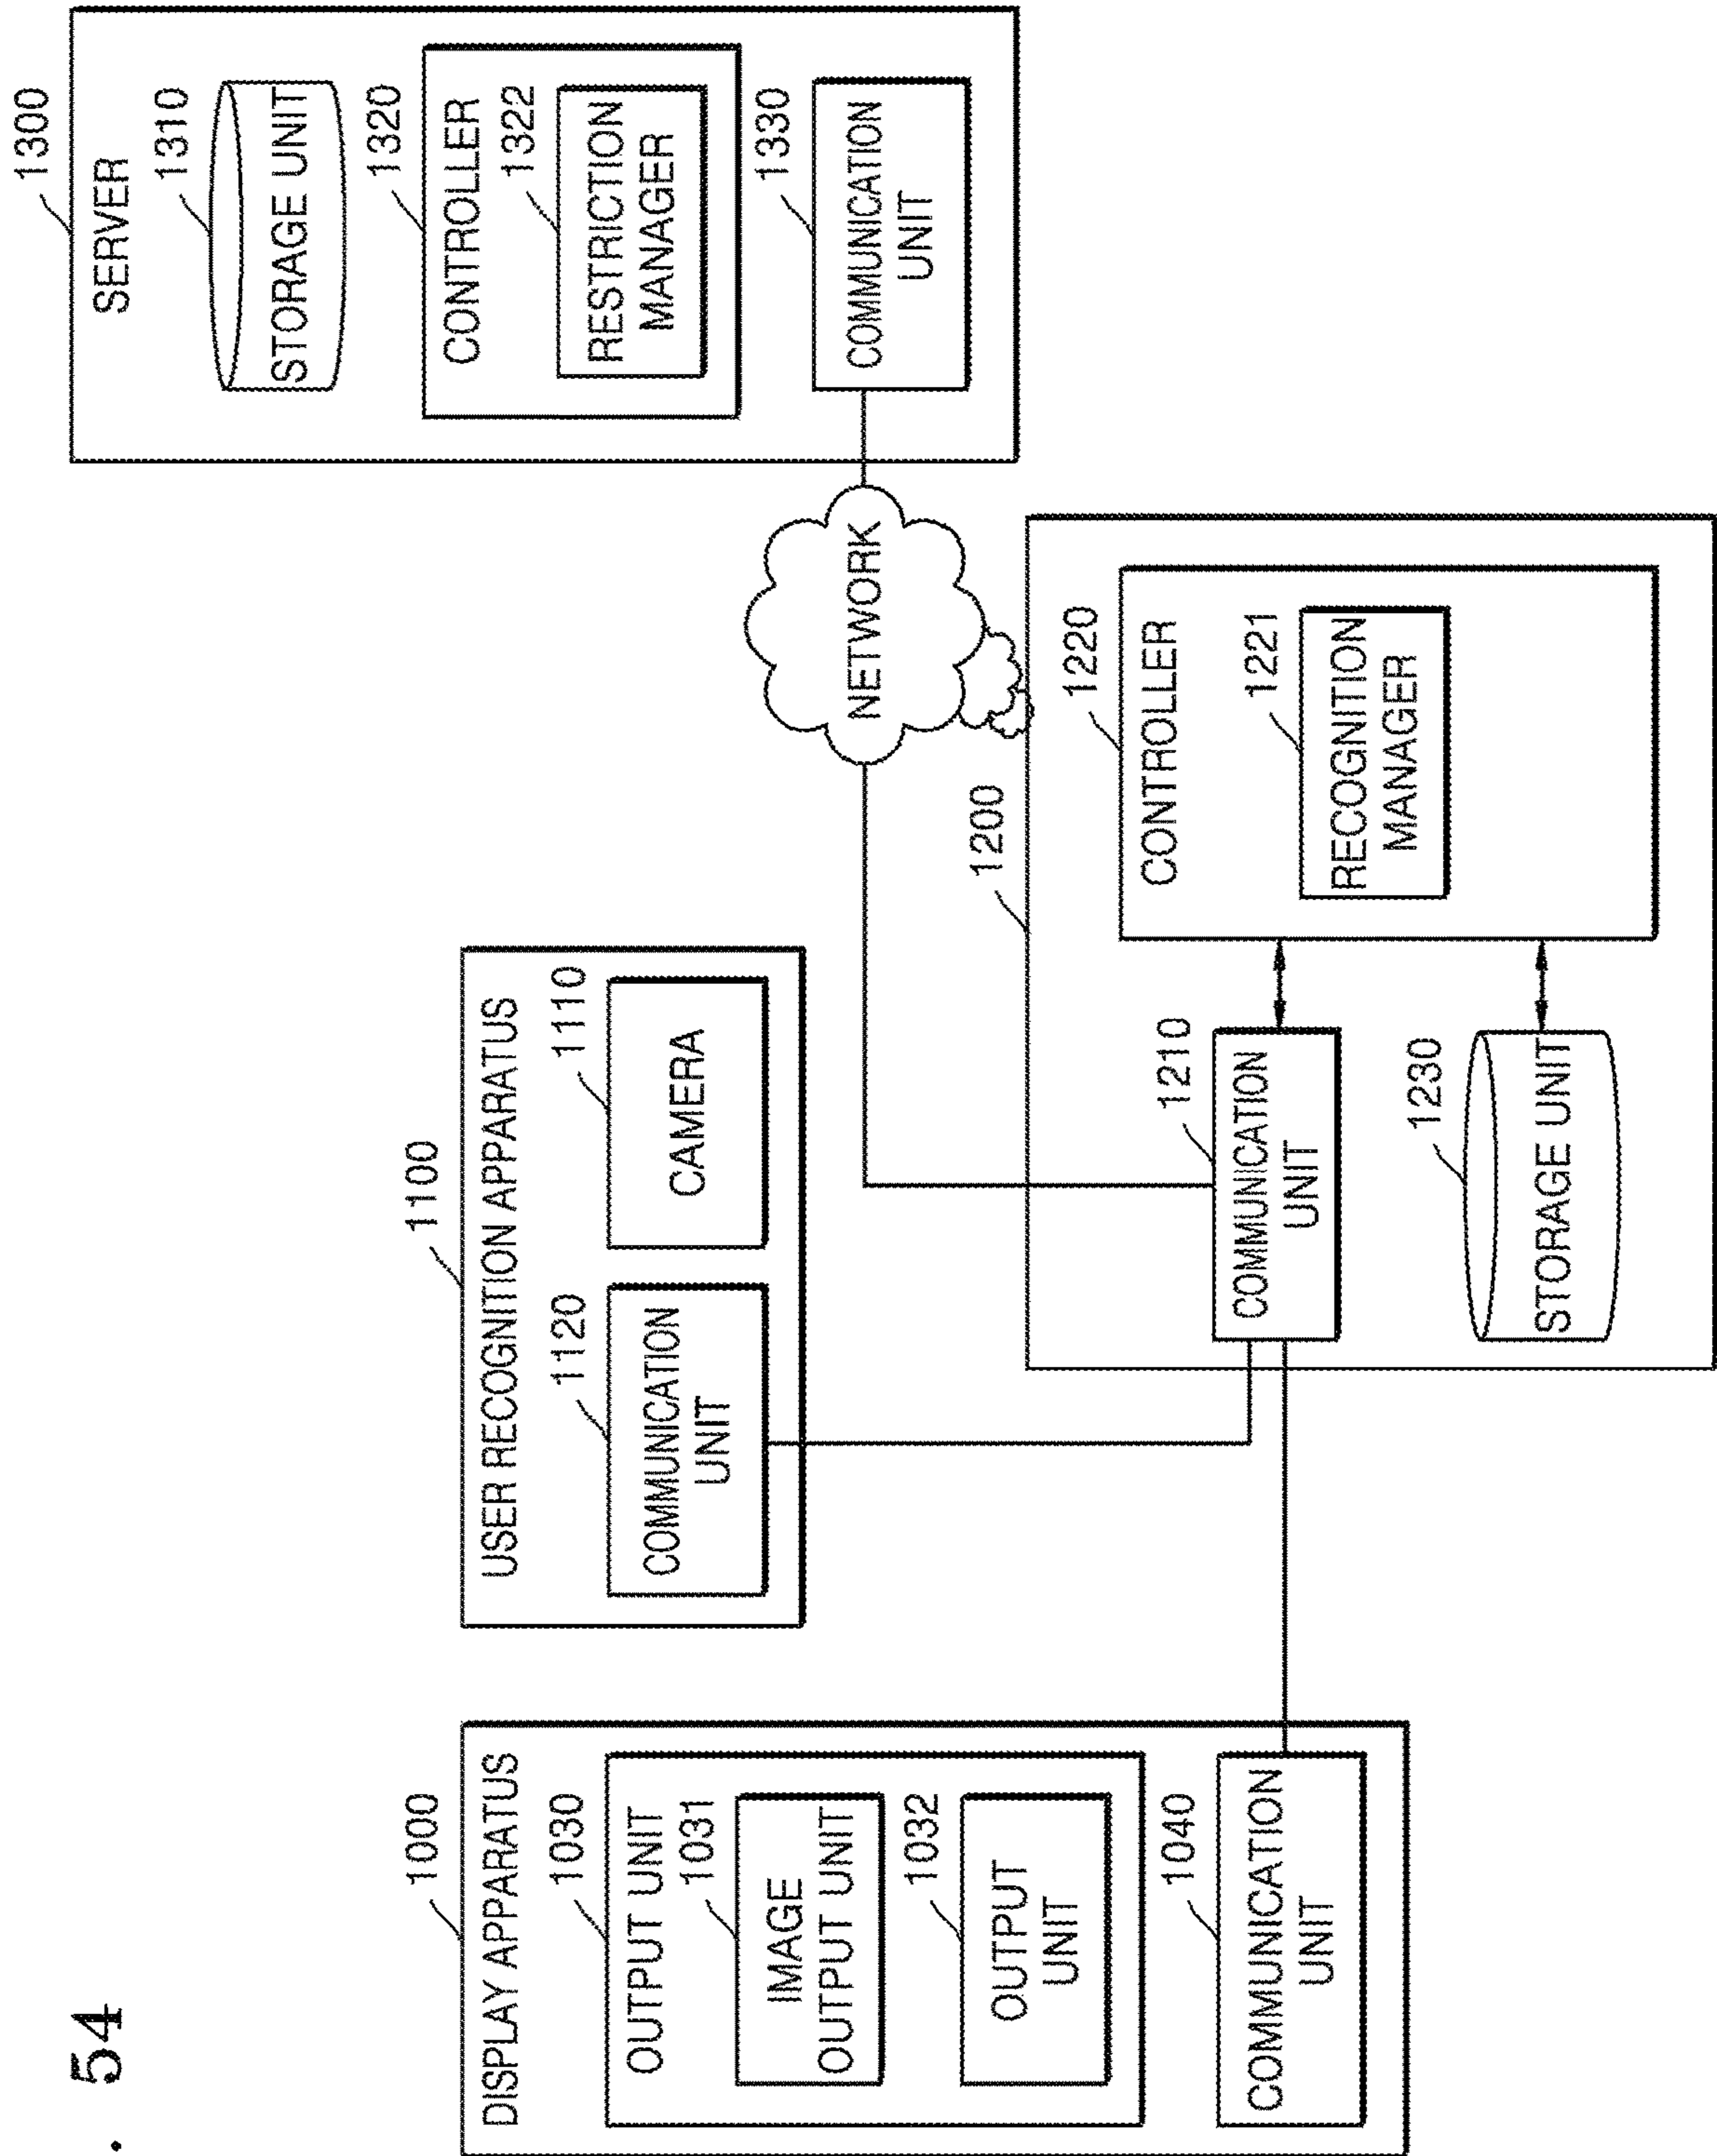 . 54
1000
DISPLAY APPARATUS
1030
OUTPUT UNIT
1031
IMAGE
OUTPUT UNIT
1032
OUTPUT
UNIT
1040
COMMUNICATION
UNIT
1100
USER RECOGNITION APPARATUS
1120
COMMUNICATION
UNIT
1110
CAMERA
1200
1210
COMMUNICATION
UNIT
1230
STORAGE UNIT
1220
CONTROLLER
1221
RECOGNITION
MANAGER
NETWORK
1300
SERVER
1310
STORAGE UNIT
1320
CONTROLLER
1322
RESTRICTION
MANAGER
1330
COMMUNICATION
UNIT